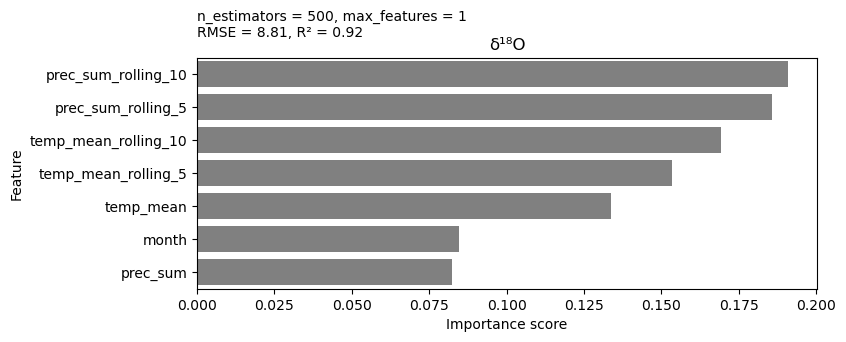 n_estimators = 500, max_features = 1
RMSE = 8.81, R² = 0.92
δ¹⁸O
prec_sum_rolling_10
prec_sum_rolling_5
temp_mean_rolling_10
temp_mean_rolling_5
temp_mean
month
prec_sum
Feature
0.000 0.025 0.050 0.075 0.100 0.125 0.150 0.175 0.200
Importance score